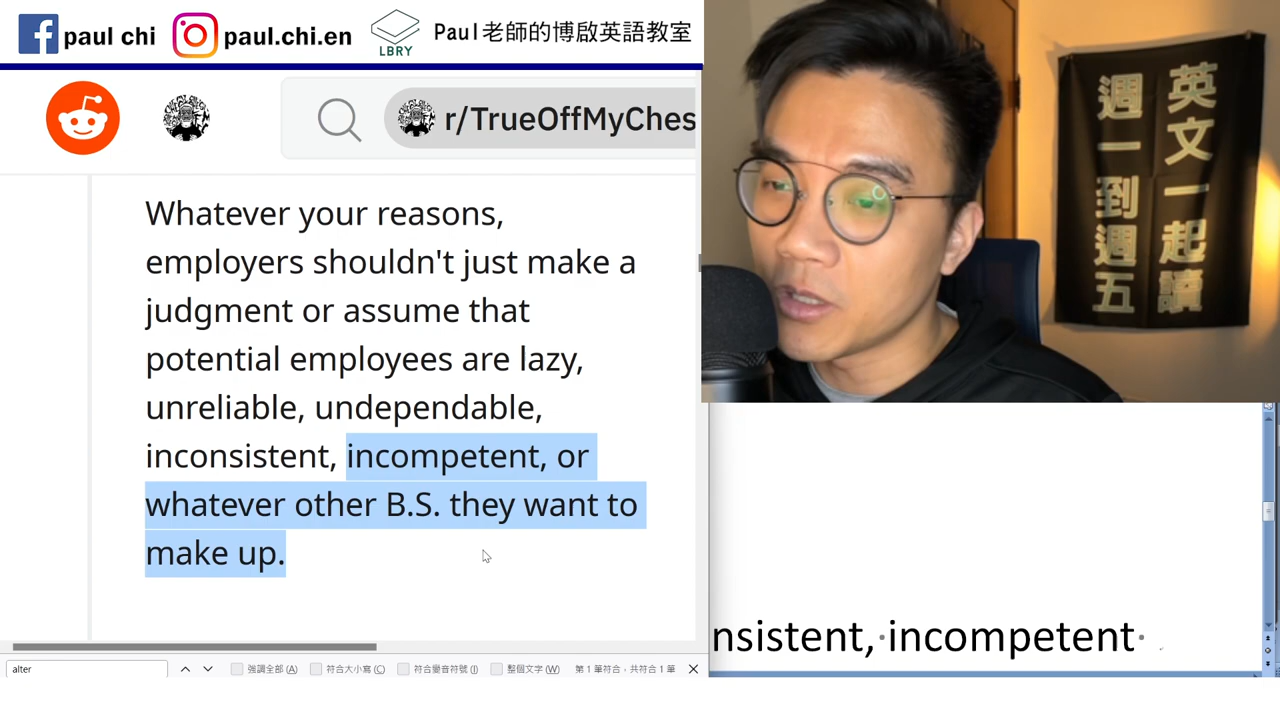 paul chi
paul.chi.en
LBRY
Paul老師的博啟英語教室
r/TrueOffMyChes
Whatever your reasons,
employers shouldn't just make a
judgment or assume that
potential employees are lazy,
unreliable, undependable,
inconsistent, incompetent, or
whatever other B.S. they want to
make up.
英文一起讀
週一到週五
nsistent, incompetent
alter
強調全部 (A)
符合大小寫 (C)
符合變音符號 (I)
整個文字 (W)
第 1 筆符合，共符合 1 筆